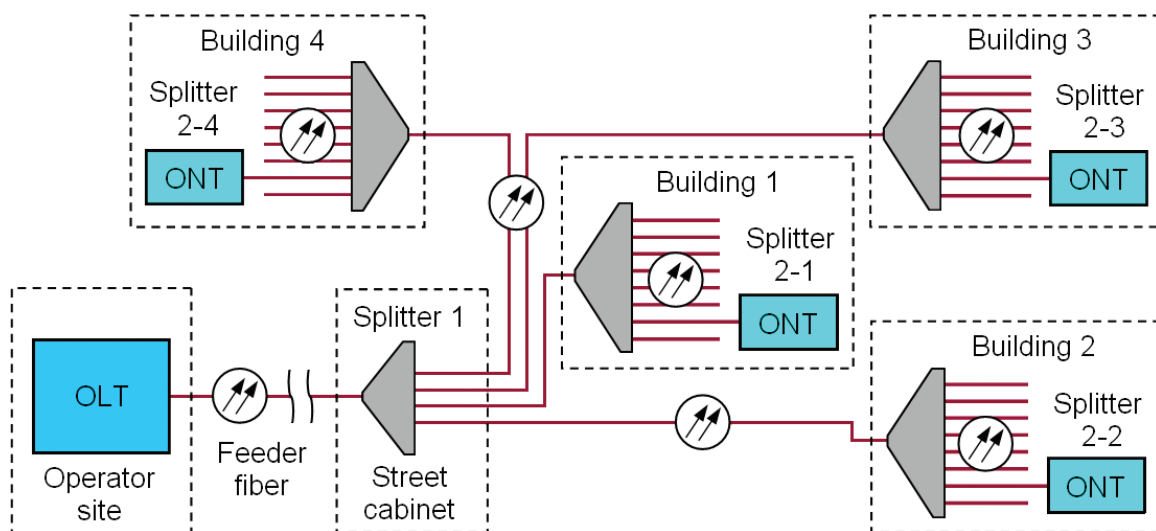 Building 4
Splitter
2-4
ONT
Building 3
Splitter
2-3
ONT
Building 1
Splitter
2-1
ONT
Splitter 1
Street
cabinet
OLT
Operator
site
Feeder
fiber
Building 2
Splitter
2-2
ONT